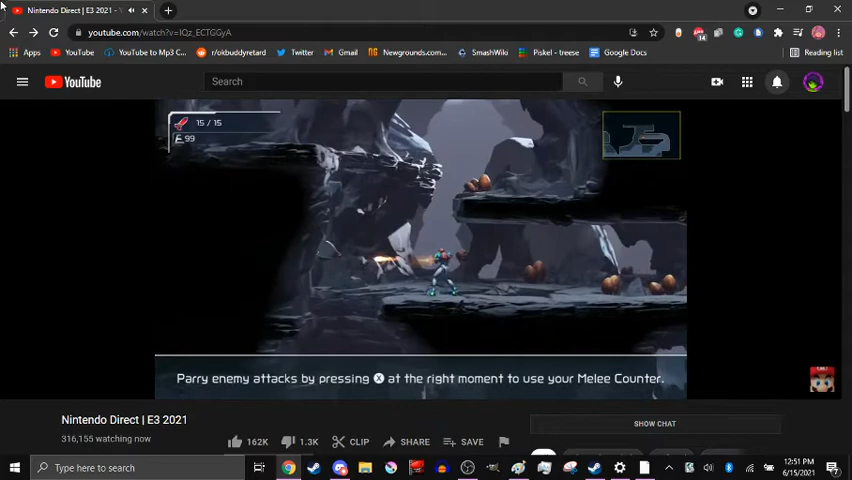 Nintendo Direct | E3 2021 -
youtube.com/watch?v=IQz_ECTGGyA
Apps YouTube YouTube to Mp3 C... r/okbuddyretard Twitter Gmail Newgrounds.com... SmashWiki Piskel - treese Google Docs Reading list
YouTube Search
15 / 15
E 99
Parry enemy attacks by pressing X at the right moment to use your Melee Counter.
Nintendo Direct | E3 2021
316,155 watching now
162K 1.3K CLIP SHARE SAVE
SHOW CHAT
Type here to search
12:51 PM
6/15/2021